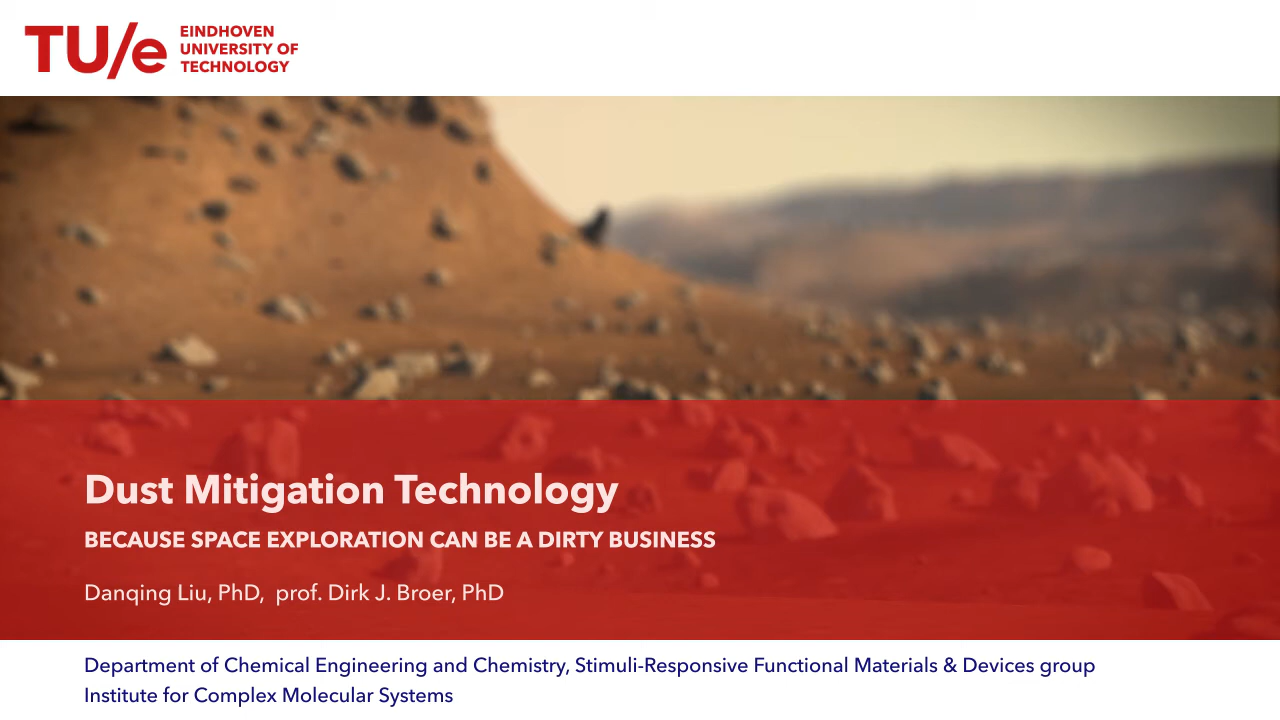 TU/e
EINDHOVEN
UNIVERSITY OF
TECHNOLOGY
Dust Mitigation Technology
BECAUSE SPACE EXPLORATION CAN BE A DIRTY BUSINESS
Danqing Liu, PhD, prof. Dirk J. Broer, PhD
Department of Chemical Engineering and Chemistry, Stimuli-Responsive Functional Materials & Devices group
Institute for Complex Molecular Systems